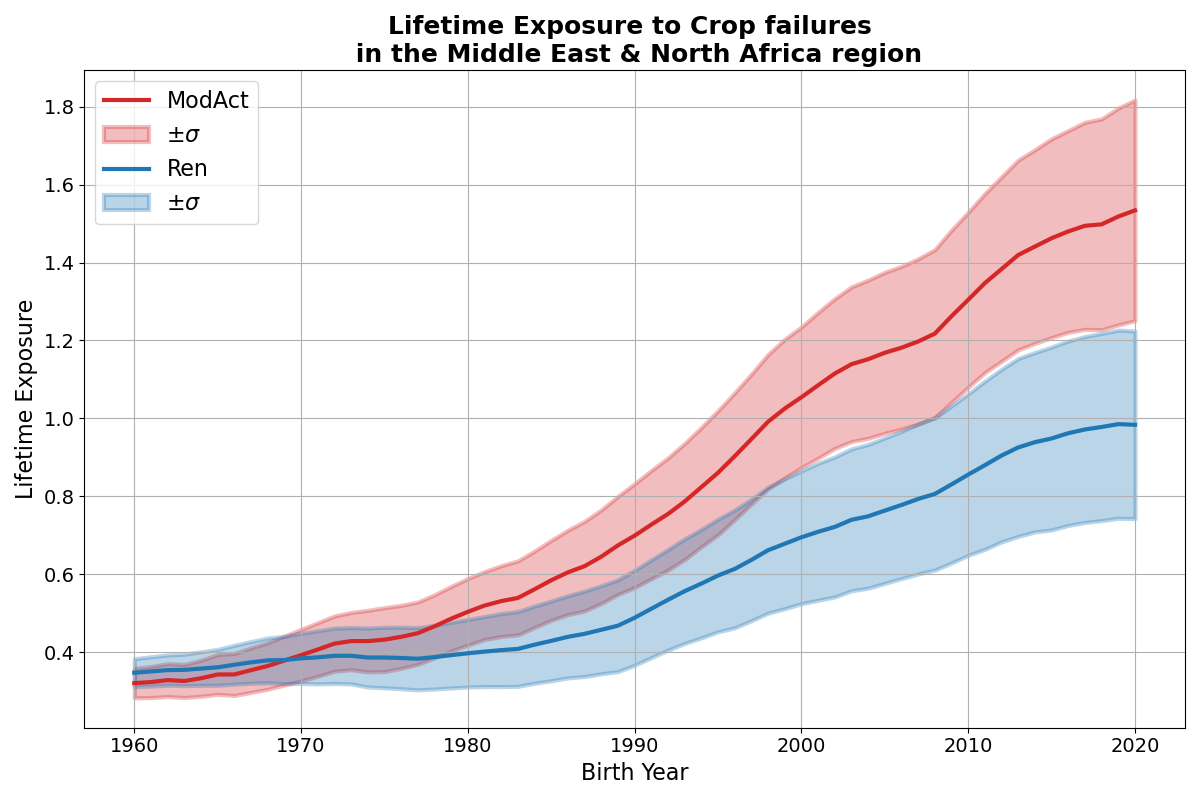 Lifetime Exposure to Crop failures
in the Middle East & North Africa region
ModAct
±σ
Ren
±σ
Lifetime Exposure
1.8
1.6
1.4
1.2
1.0
0.8
0.6
0.4
1960 1970 1980 1990 2000 2010 2020
Birth Year